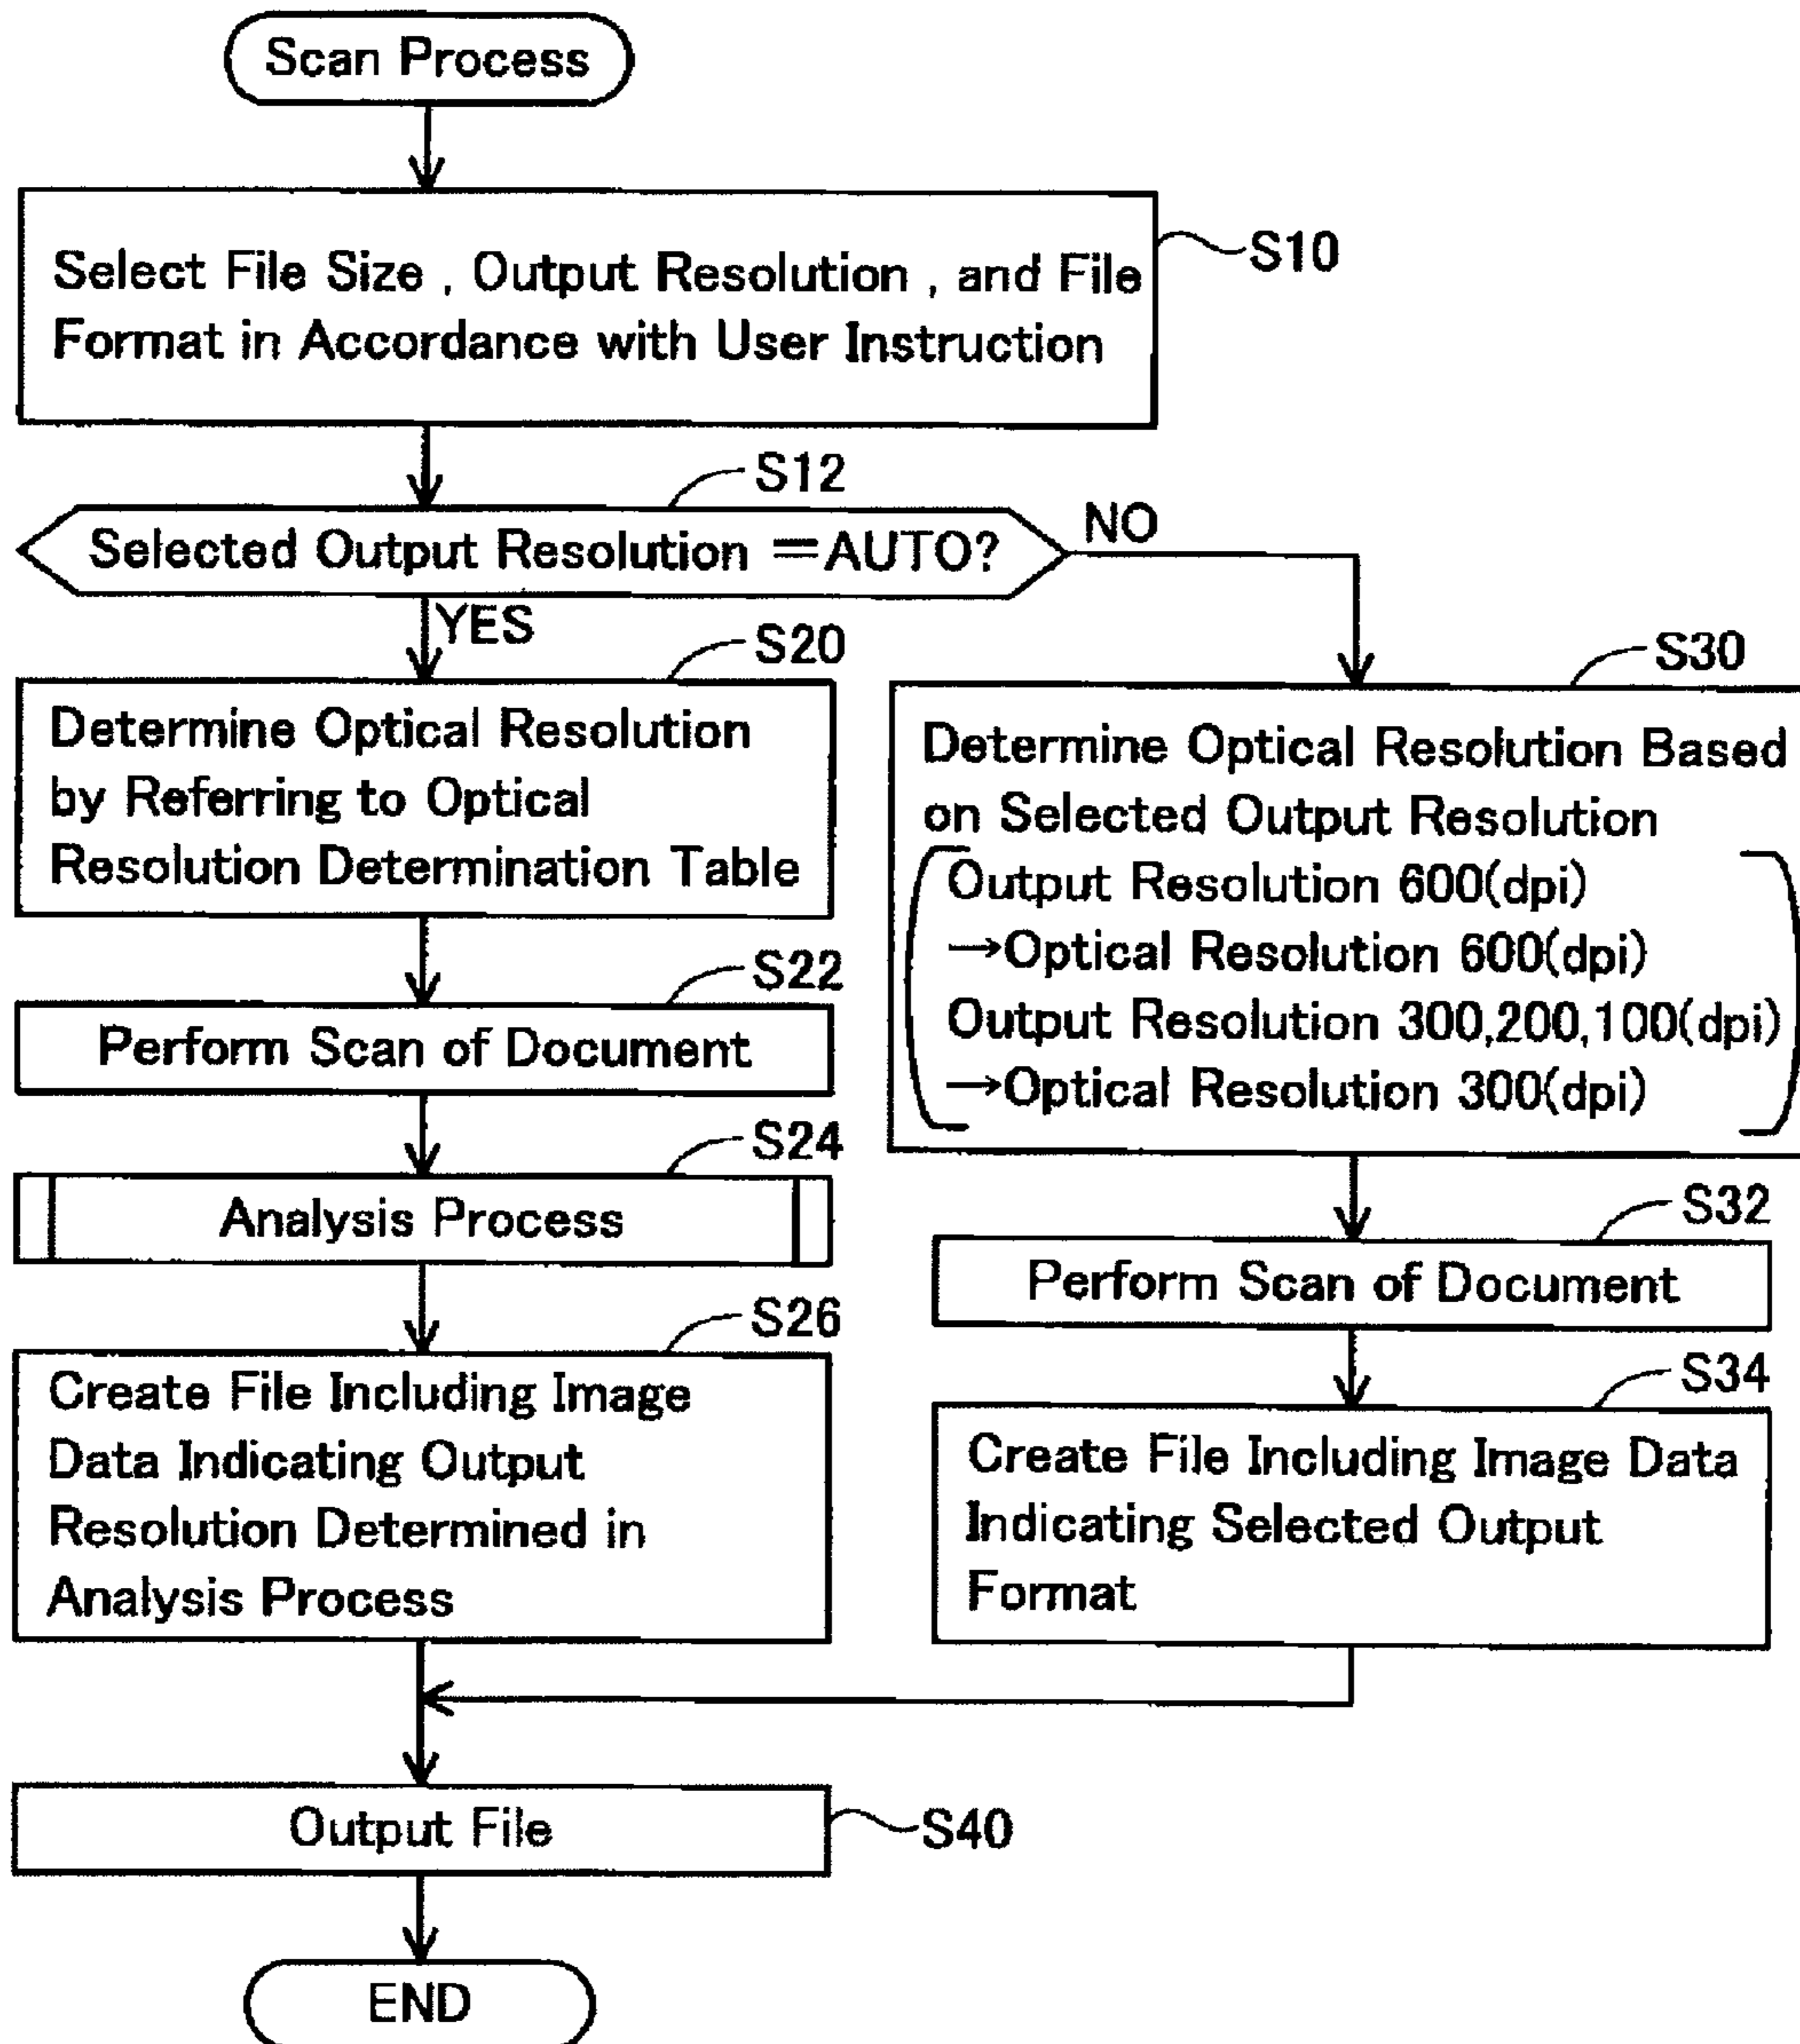 Scan Process
Select File Size , Output Resolution , and File
Format in Accordance with User Instruction
S10
S12
Selected Output Resolution =AUTO?
NO
YES
S20
Determine Optical Resolution
by Referring to Optical
Resolution Determination Table
S22
Perform Scan of Document
S24
Analysis Process
S26
Create File Including Image
Data Indicating Output
Resolution Determined in
Analysis Process
S30
Determine Optical Resolution Based
on Selected Output Resolution
Output Resolution 600(dpi)
→Optical Resolution 600(dpi)
Output Resolution 300,200,100(dpi)
→Optical Resolution 300(dpi)
S32
Perform Scan of Document
S34
Create File Including Image Data
Indicating Selected Output
Format
Output File
S40
END